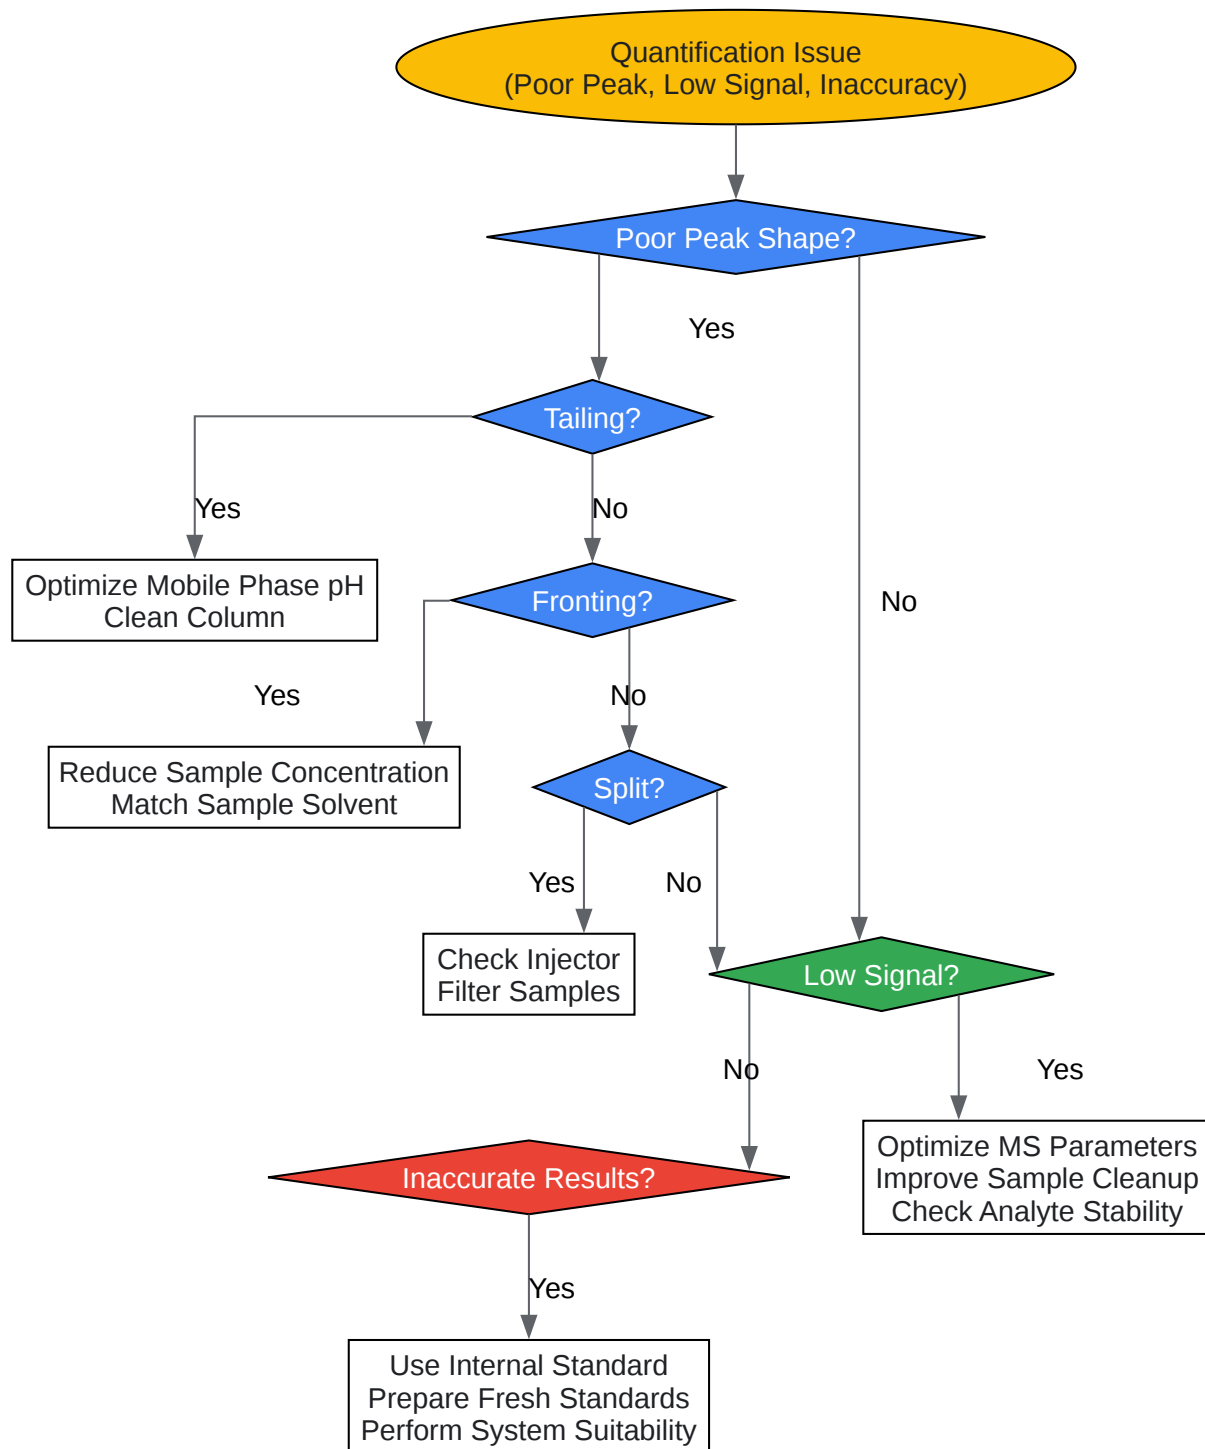 Quantification Issue
(Poor Peak, Low Signal, Inaccuracy)
Poor Peak Shape?
Yes
Tailing?
Yes
No
Optimize Mobile Phase pH
Clean Column
Fronting?
No
Yes
No
Reduce Sample Concentration
Match Sample Solvent
Split?
Yes
No
Check Injector
Filter Samples
Low Signal?
No
Yes
Optimize MS Parameters
Improve Sample Cleanup
Check Analyte Stability
Inaccurate Results?
Yes
Use Internal Standard
Prepare Fresh Standards
Perform System Suitability